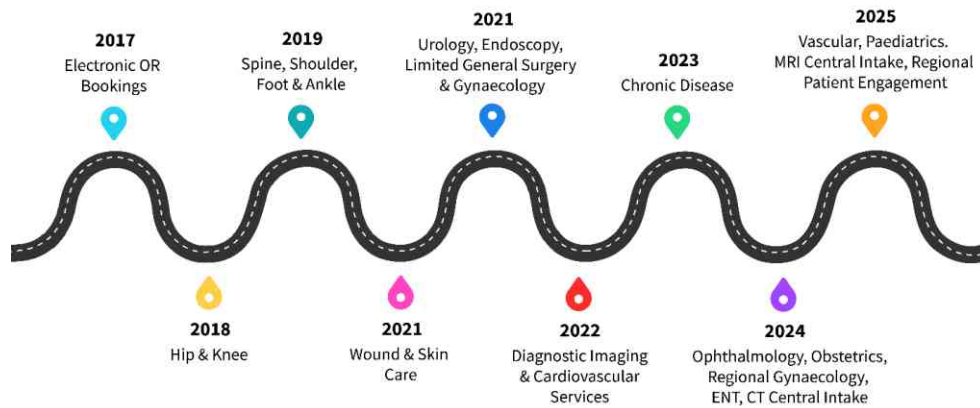 2017
Electronic OR
Bookings
2018
Hip & Knee
2019
Spine, Shoulder,
Foot & Ankle
2021
Wound & Skin
Care
2021
Urology, Endoscopy,
Limited General Surgery
& Gynaecology
2022
Diagnostic Imaging
& Cardiovascular
Services
2023
Chronic Disease
2024
Ophthalmology, Obstetrics,
Regional Gynaecology,
ENT, CT Central Intake
2025
Vascular, Paediatrics.
MRI Central Intake, Regional
Patient Engagement